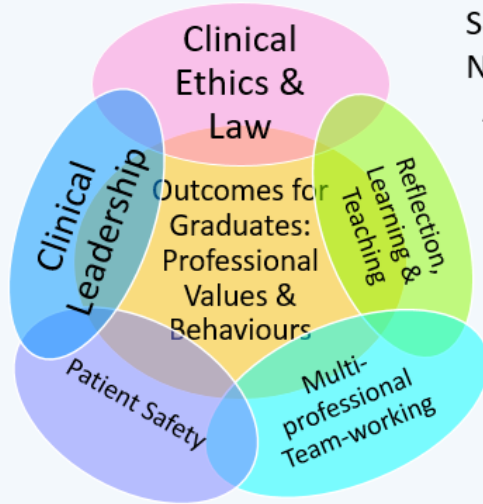 Clinical
Ethics &
Law
S
N
Clinical
Leadership
Reflection,
Learning &
Teaching
Outcomes for
Graduates:
Professional
Values &
Behaviours
Patient Safety
Multi-
professional
Team-working